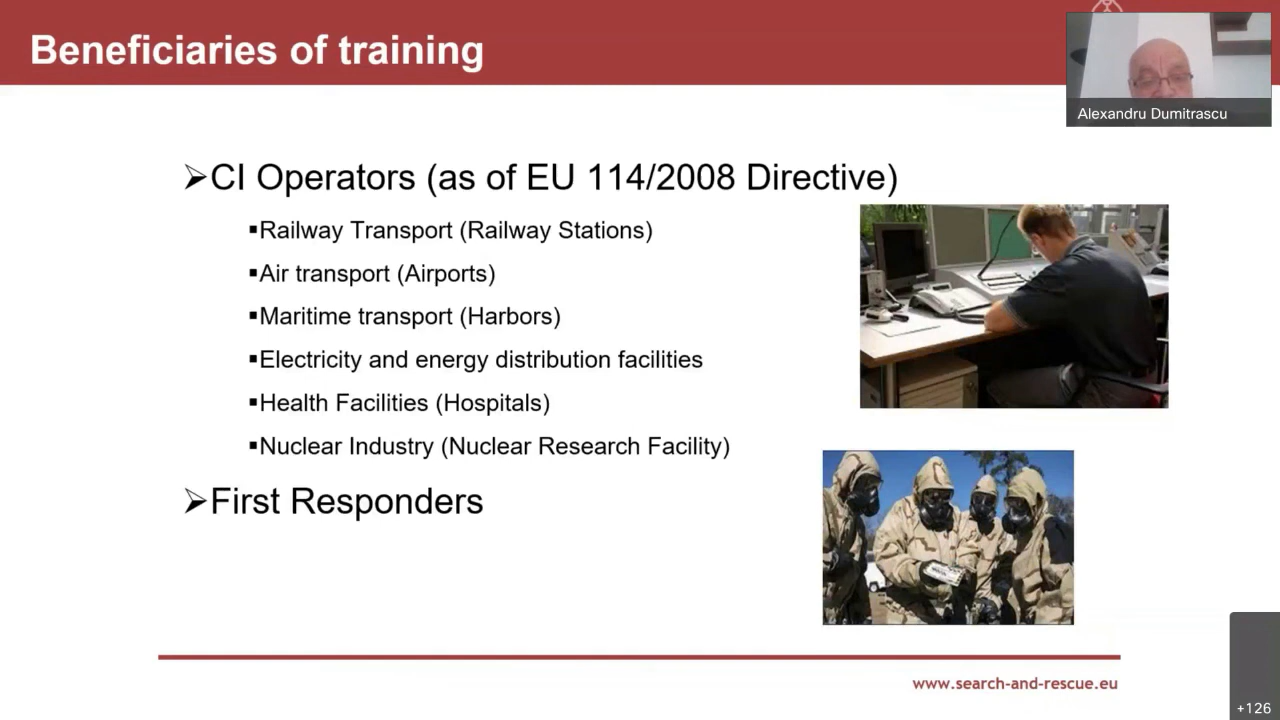 Beneficiaries of training
Alexandru Dumitrascu
➢CI Operators (as of EU 114/2008 Directive)
▪Railway Transport (Railway Stations)
▪Air transport (Airports)
▪Maritime transport (Harbors)
▪Electricity and energy distribution facilities
▪Health Facilities (Hospitals)
▪Nuclear Industry (Nuclear Research Facility)
➢First Responders
www.search-and-rescue.eu
+126